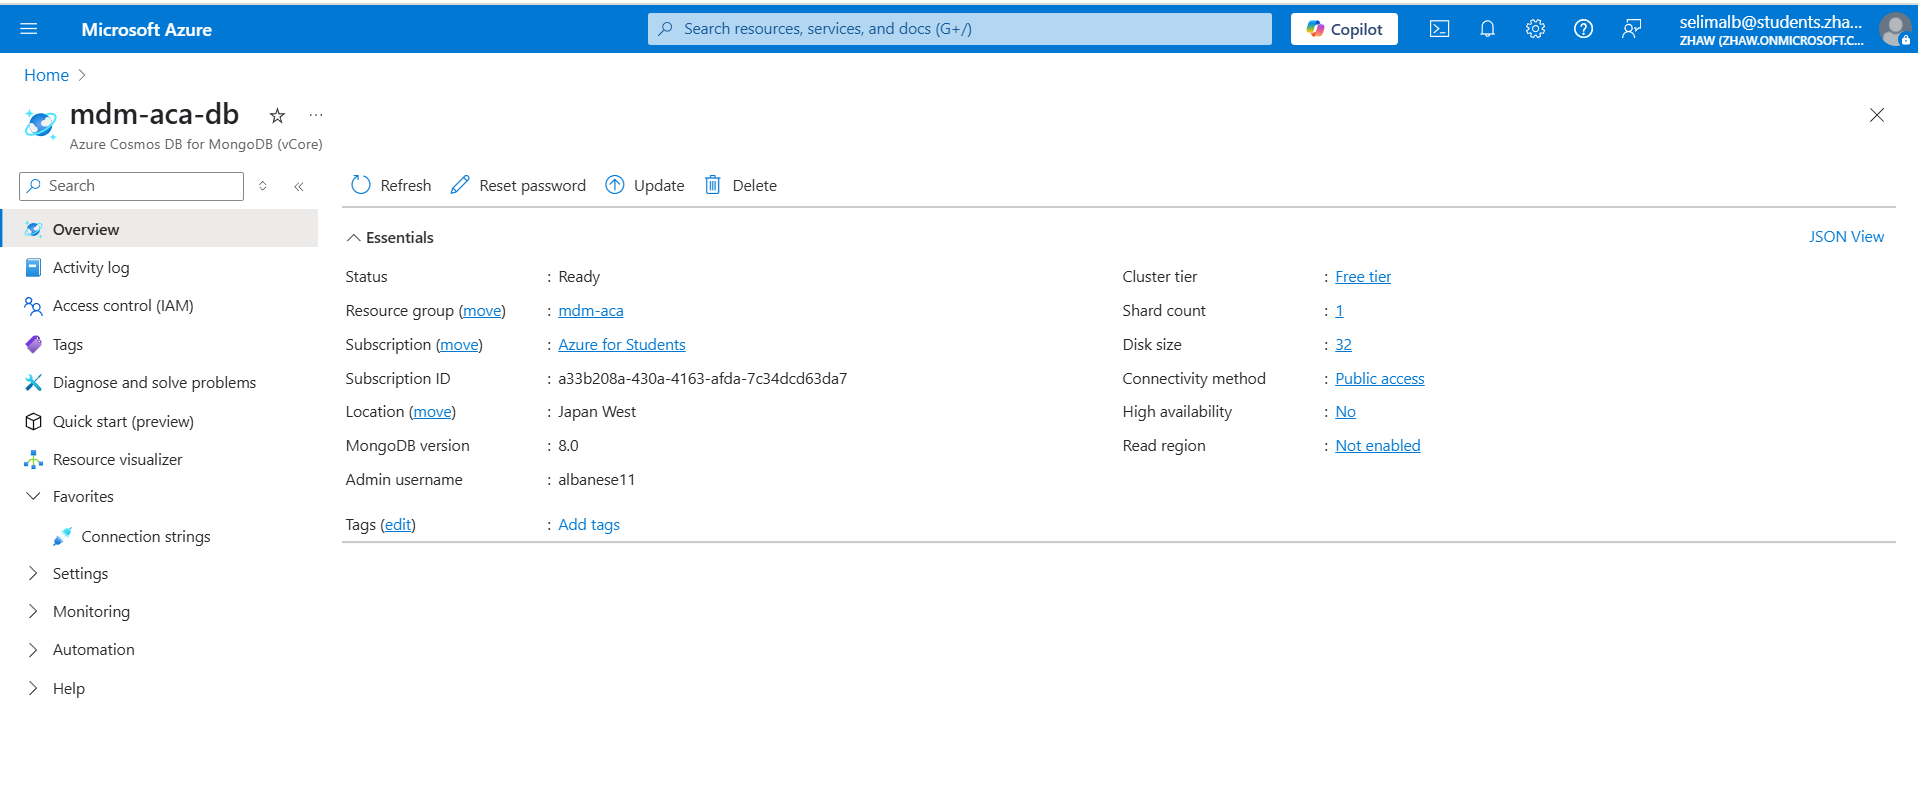 Microsoft Azure
Search resources, services, and docs (G+/)
Copilot
selimalb@students.zha...
ZHAW (ZHAW.ONMICROSOFT.C...
Home
mdm-aca-db
Azure Cosmos DB for MongoDB (vCore)
Search
Refresh
Reset password
Update
Delete
Overview
Activity log
Access control (IAM)
Tags
Diagnose and solve problems
Quick start (preview)
Resource visualizer
Favorites
Connection strings
Settings
Monitoring
Automation
Help
Essentials
JSON View
Status : Ready
Resource group (move) : mdm-aca
Subscription (move) : Azure for Students
Subscription ID : a33b208a-430a-4163-afda-7c34dcd63da7
Location (move) : Japan West
MongoDB version : 8.0
Admin username : albanese11
Tags (edit) : Add tags
Cluster tier : Free tier
Shard count : 1
Disk size : 32
Connectivity method : Public access
High availability : No
Read region : Not enabled